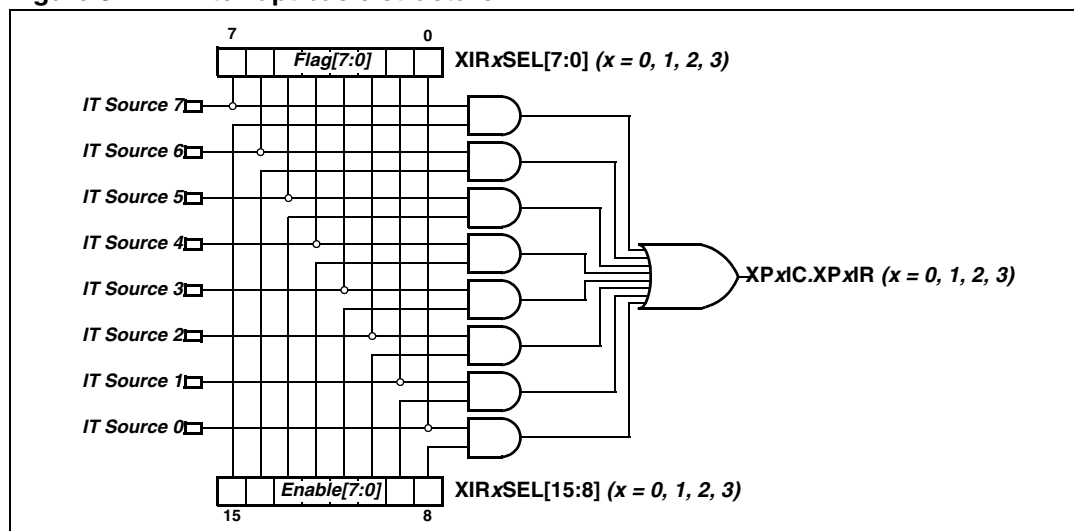 7 0
Flag[7:0] XIRxSEL[7:0] (x = 0, 1, 2, 3)
IT Source 7
IT Source 6
IT Source 5
IT Source 4
IT Source 3
XPxIC.XPxIR (x = 0, 1, 2, 3)
IT Source 2
IT Source 1
IT Source 0
Enable[7:0] XIRxSEL[15:8] (x = 0, 1, 2, 3)
15 8